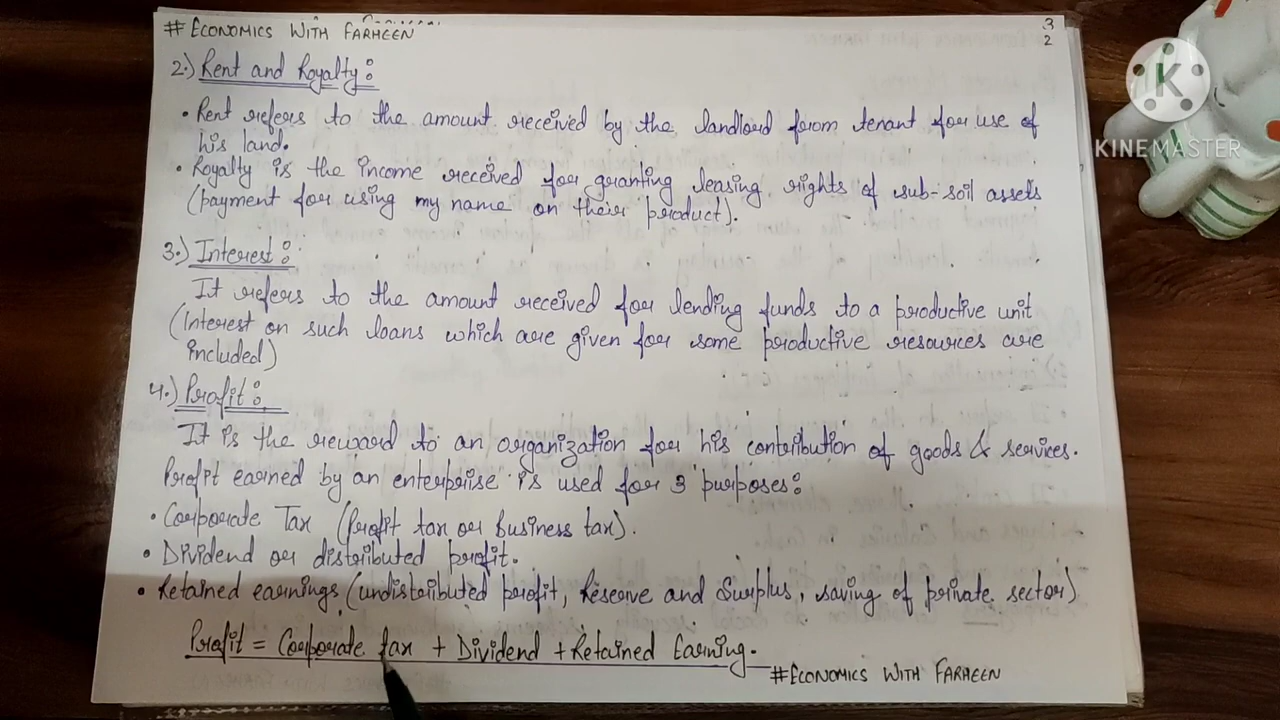 # ECONOMICS WITH FARHEEN
3
2
2.) Rent and Royalty:
• Rent refers to the amount received by the landlord from tenant for use of
his land.
• Royalty is the income received for granting leasing rights of sub-soil assets
(payment for using my name on their product).
3.) Interest:
It refers to the amount received for lending funds to a productive unit
(Interest on such loans which are given for some productive resources are
included)
4.) Profit:
It is the reward to an organization for his contribution of goods & services.
Profit earned by an enterprise is used for 3 purposes:
• Corporate Tax (Profit tax or business tax).
• Dividend or distributed profit.
• Retained earnings (undistributed profit, Reserve and Surplus, saving of private sector)
Profit = Corporate tax + Dividend + Retained Earning.
#ECONOMICS WITH FARHEEN
K
KINEMASTER